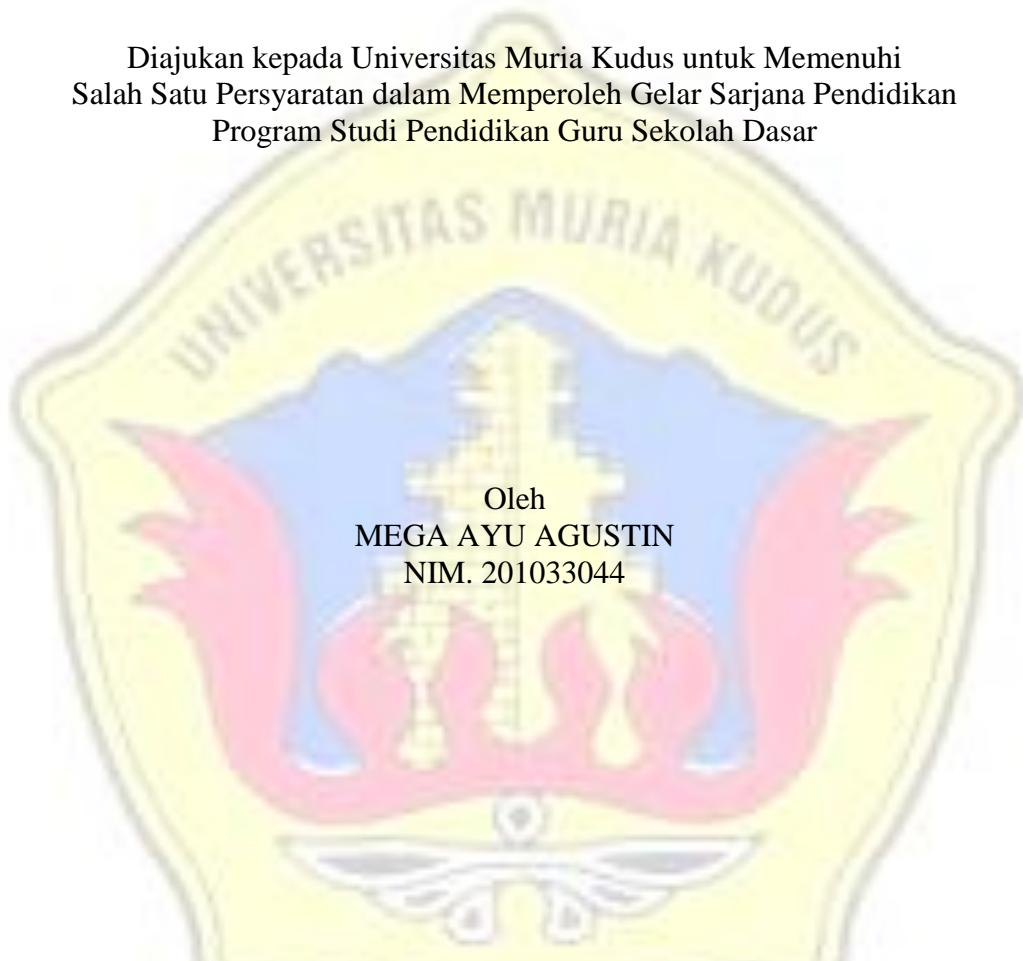 Diajukan kepada Universitas Muria Kudus untuk Memenuhi
Salah Satu Persyaratan dalam Memperoleh Gelar Sarjana Pendidikan
Program Studi Pendidikan Guru Sekolah Dasar
UNIVERSITAS MURIA KUDUS
Oleh
MEGA AYU AGUSTIN
NIM. 201033044